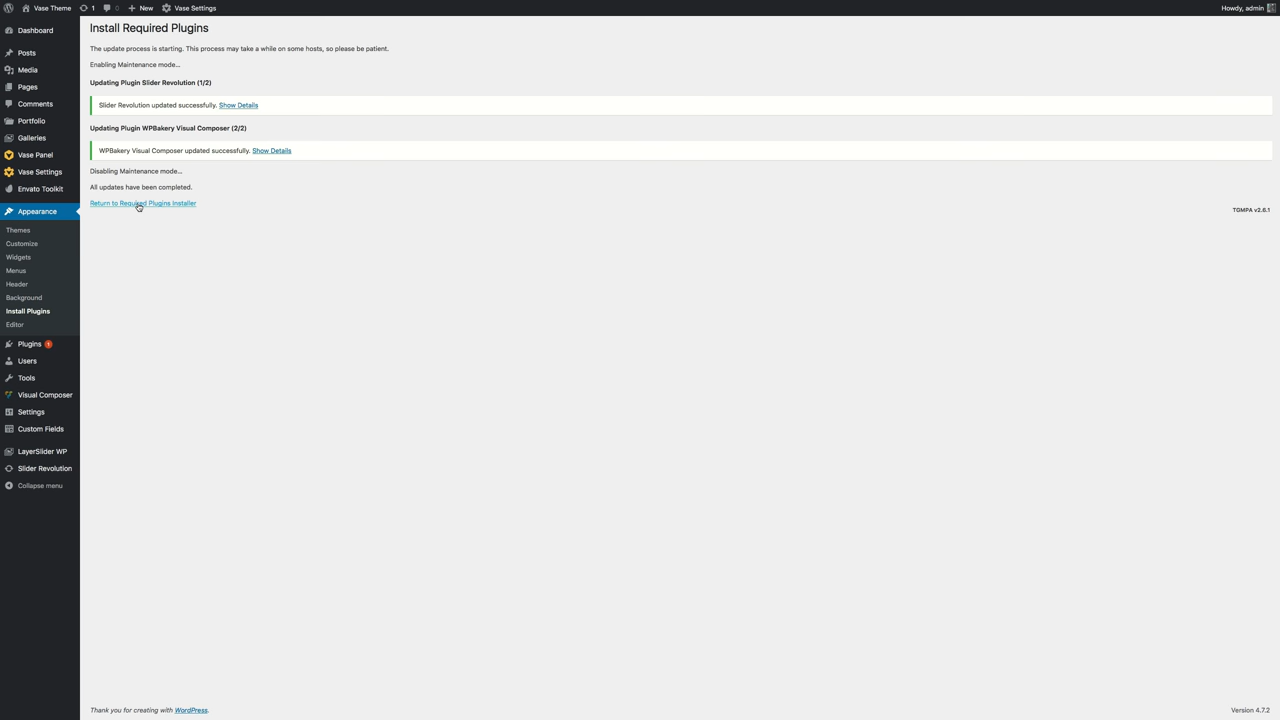 Vase Theme 1 0 New Vase Settings Howdy, admin
Dashboard
Posts
Media
Pages
Comments
Portfolio
Galleries
Vase Panel
Vase Settings
Envato Toolkit
Appearance
Themes
Customize
Widgets
Menus
Header
Background
Install Plugins
Editor
Plugins 1
Users
Tools
Visual Composer
Settings
Custom Fields
LayerSlider WP
Slider Revolution
Collapse menu
Install Required Plugins
The update process is starting. This process may take a while on some hosts, so please be patient.
Enabling Maintenance mode...
Updating Plugin Slider Revolution (1/2)
Slider Revolution updated successfully. Show Details
Updating Plugin WPBakery Visual Composer (2/2)
WPBakery Visual Composer updated successfully. Show Details
Disabling Maintenance mode...
All updates have been completed.
Return to Required Plugins Installer
TGMPA v2.6.1
Thank you for creating with WordPress.
Version 4.7.2